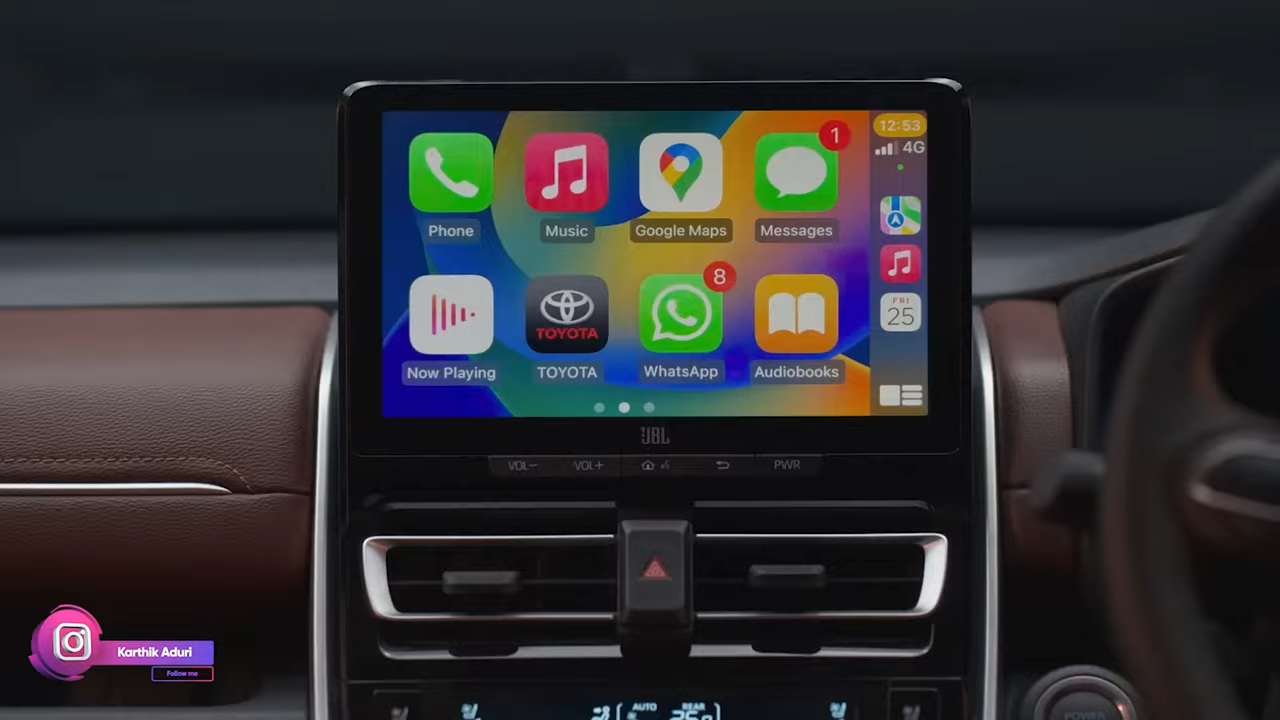 12:53
4G
1
Phone
Music
Google Maps
Messages
8
TOYOTA
FRI
25
Now Playing
TOYOTA
WhatsApp
Audiobooks
JBL
VOL- VOL+ PWR
Karthik Aduri
Follow me
AUTO
REAR
POWER